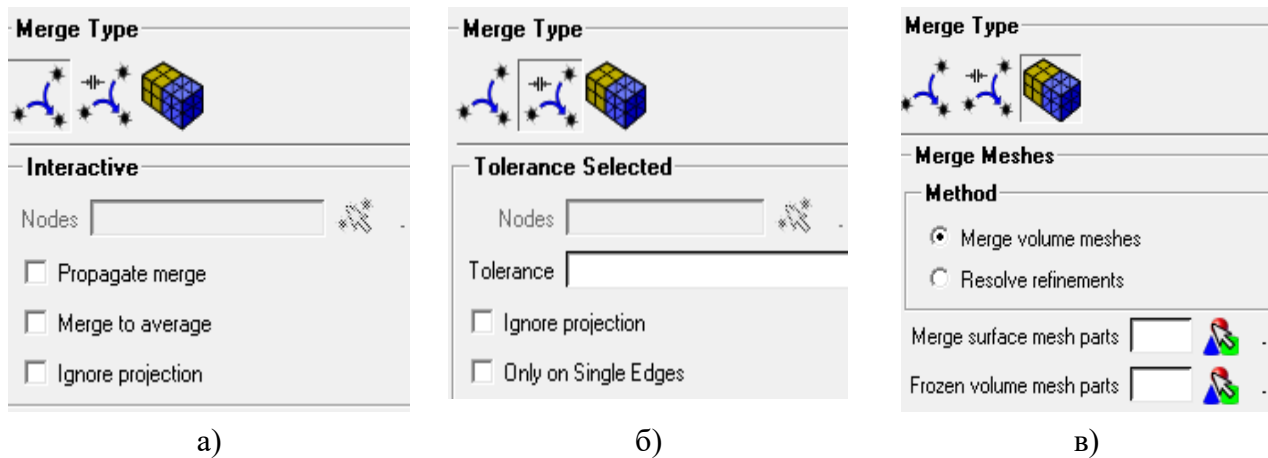 Merge Type
Interactive
Nodes
Propagate merge
Merge to average
Ignore projection
а)
Merge Type
Tolerance Selected
Nodes
Tolerance
Ignore projection
Only on Single Edges
б)
Merge Type
Merge Meshes
Method
Merge volume meshes
Resolve refinements
Merge surface mesh parts
Frozen volume mesh parts
в)